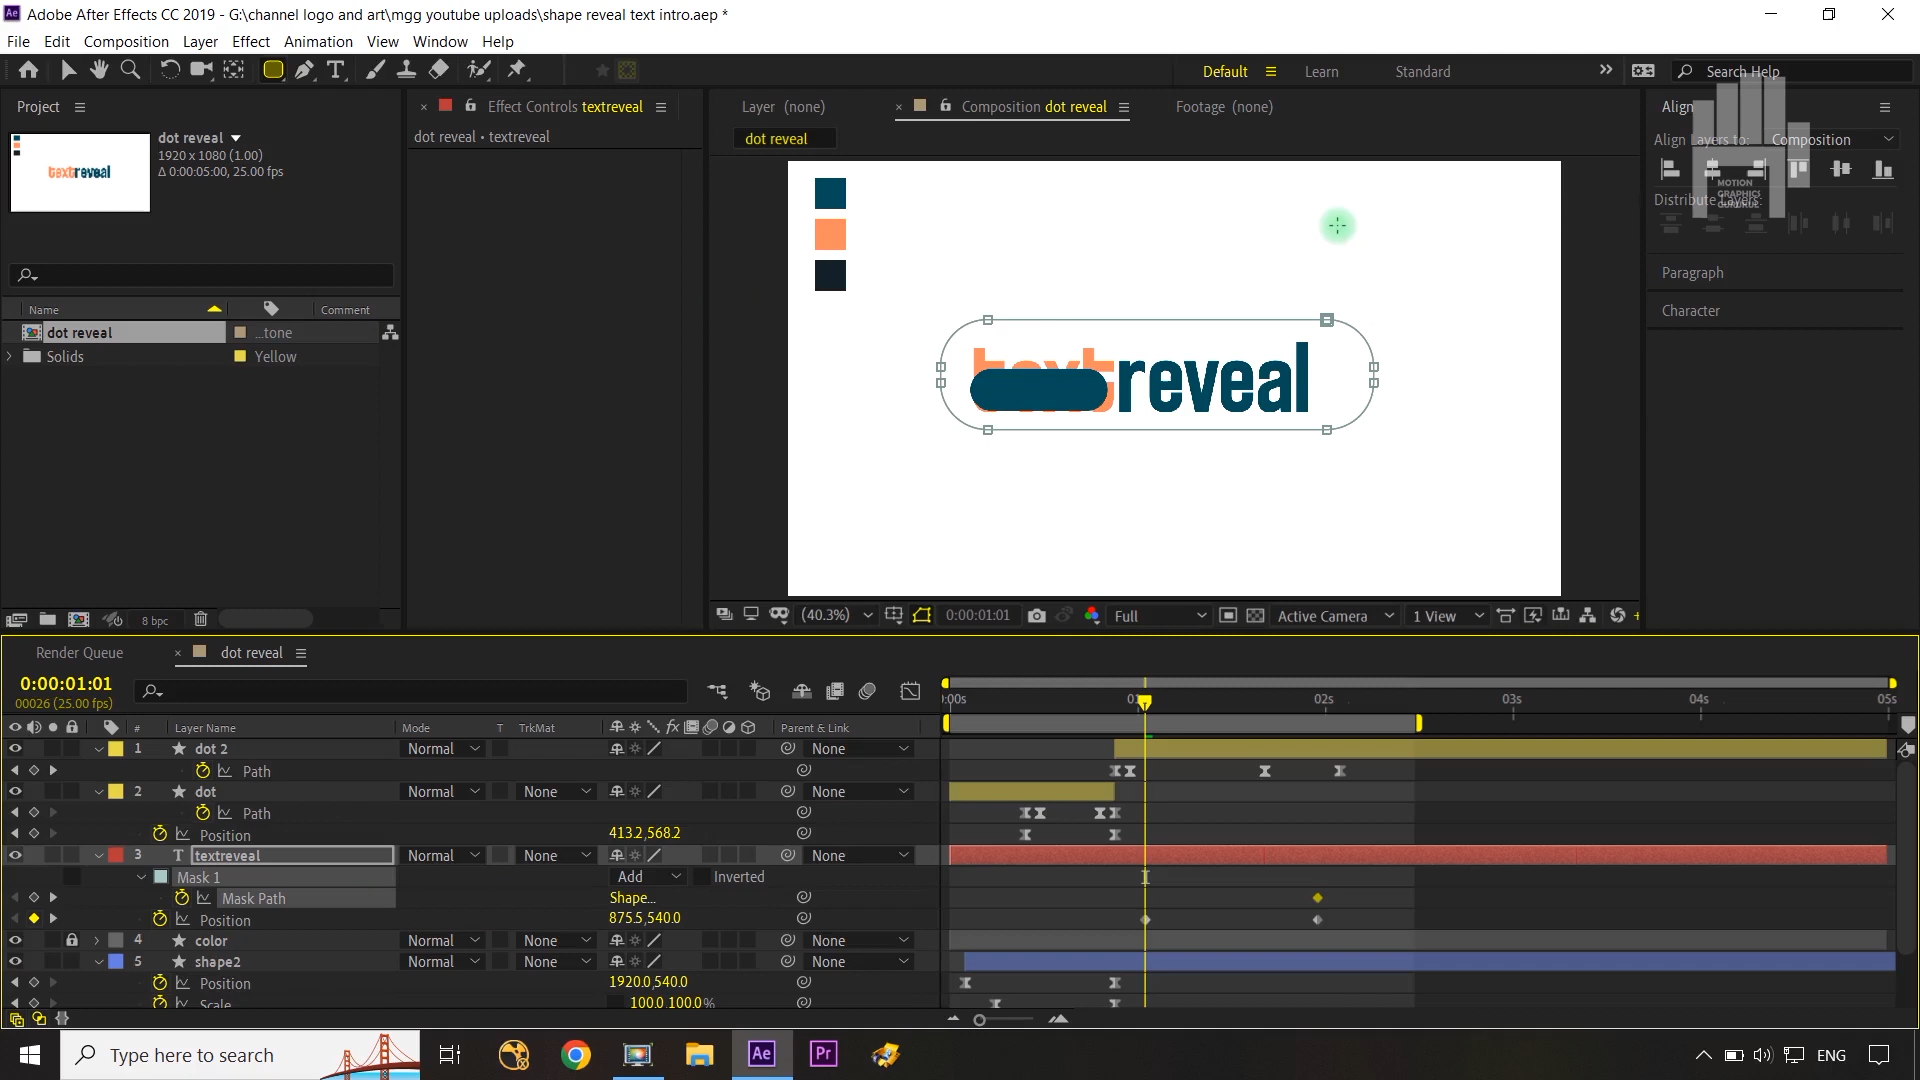 Adobe After Effects CC 2019 - G:\channel logo and art\mgg youtube uploads\shape reveal text intro.aep *
File Edit Composition Layer Effect Animation View Window Help
Default Learn Standard Search Help
Project
Effect Controls textreveal
Layer (none) Composition dot reveal Footage (none)
Align
dot reveal
1920 x 1080 (1.00)
Δ 0:00:05:00, 25.00 fps
dot reveal • textreveal
dot reveal
Align Layers to: Composition
MOTION
GRAPHICS
Distribute Layers:
textreveal
reveal
Paragraph
Character
Name Comment
dot reveal ...tone
Solids Yellow
8 bpc
(40.3%) 0:00:01:01 Full Active Camera 1 View
Render Queue dot reveal
0:00:01:01
00026 (25.00 fps)
:00s 02s 03s 04s 05s
# Layer Name Mode T TrkMat Parent & Link
1 dot 2 Normal None
Path
2 dot Normal None None
Path
Position 413.2,568.2
3 T textreveal Normal None None
Mask 1 Add Inverted
Mask Path Shape...
Position 875.5,540.0
4 color Normal None None
5 shape2 Normal None None
Position 1920.0,540.0
Scale 100.0,100.0%
Type here to search Ae Pr ENG